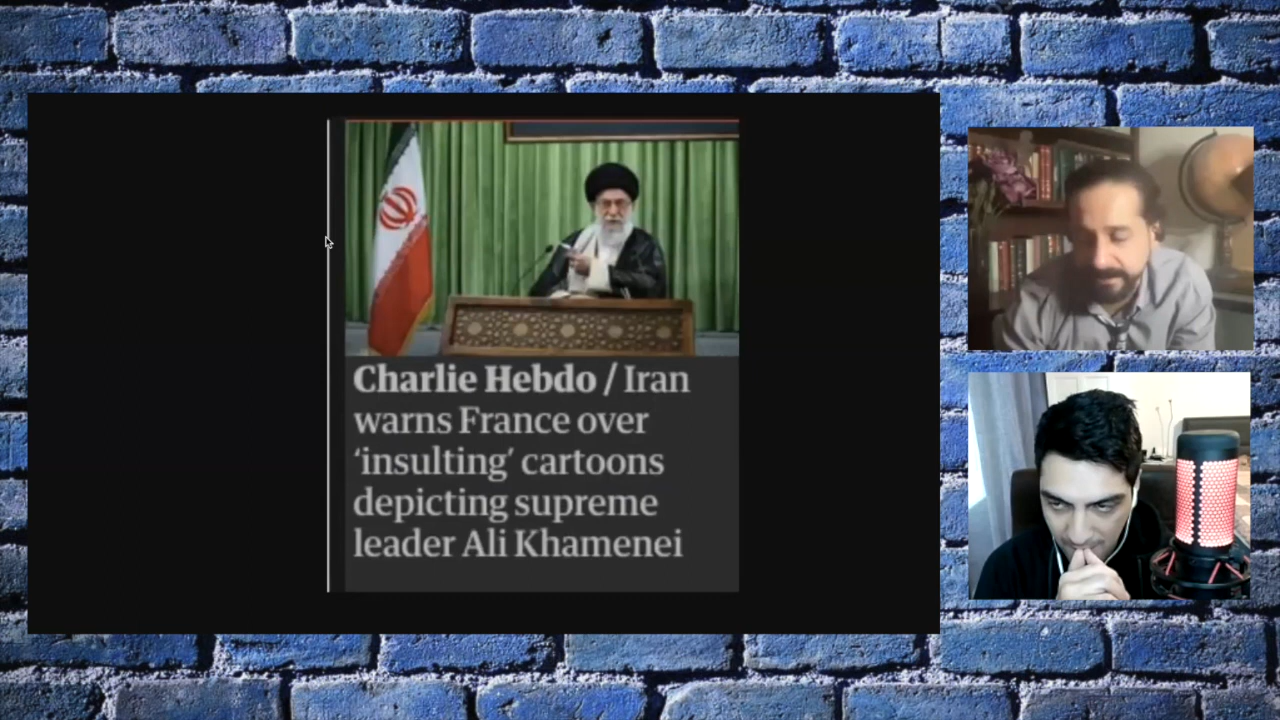 Charlie Hebdo / Iran
warns France over
‘insulting’ cartoons
depicting supreme
leader Ali Khamenei